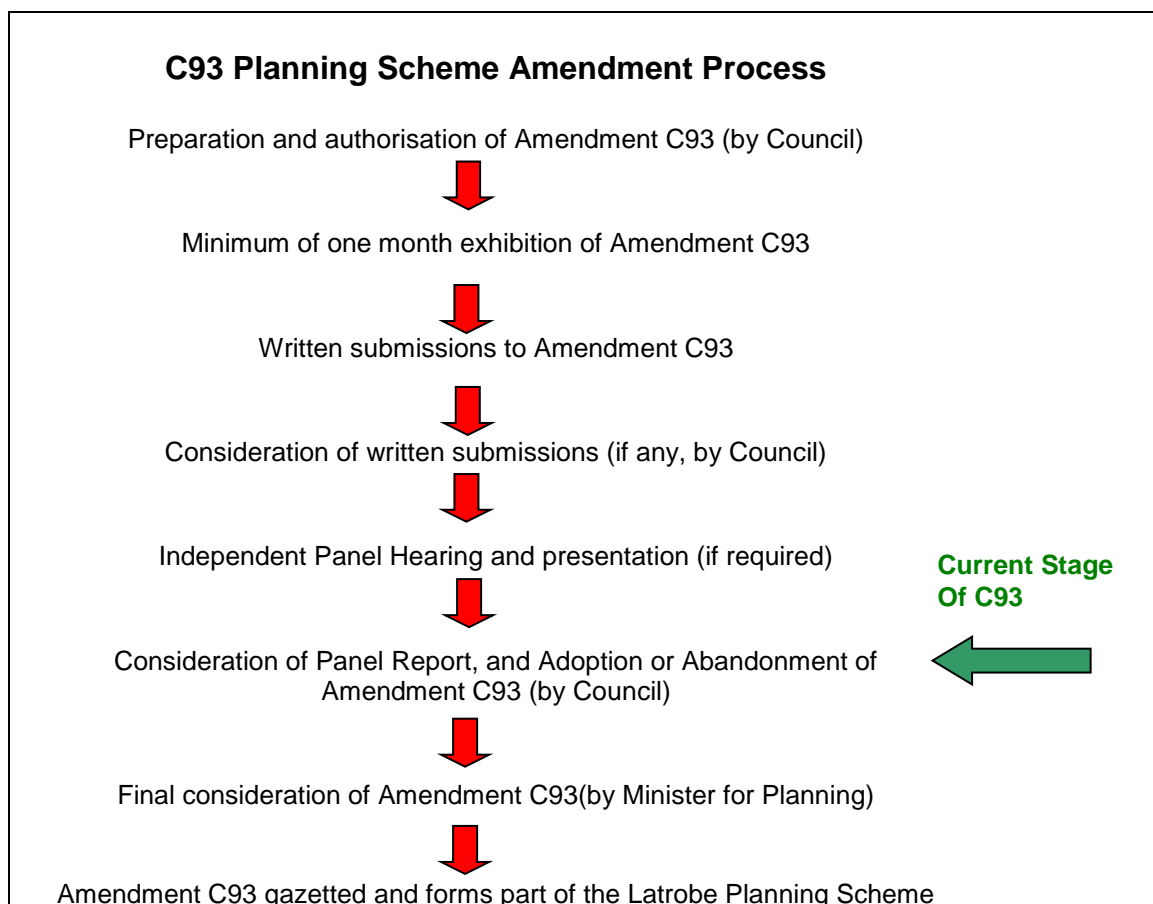 C93 Planning Scheme Amendment Process
Preparation and authorisation of Amendment C93 (by Council)
Minimum of one month exhibition of Amendment C93
Written submissions to Amendment C93
Consideration of written submissions (if any, by Council)
Independent Panel Hearing and presentation (if required)
Current Stage
Of C93
Consideration of Panel Report, and Adoption or Abandonment of
Amendment C93 (by Council)
Final consideration of Amendment C93(by Minister for Planning)
Amendment C93 gazetted and forms part of the Latrobe Planning Scheme